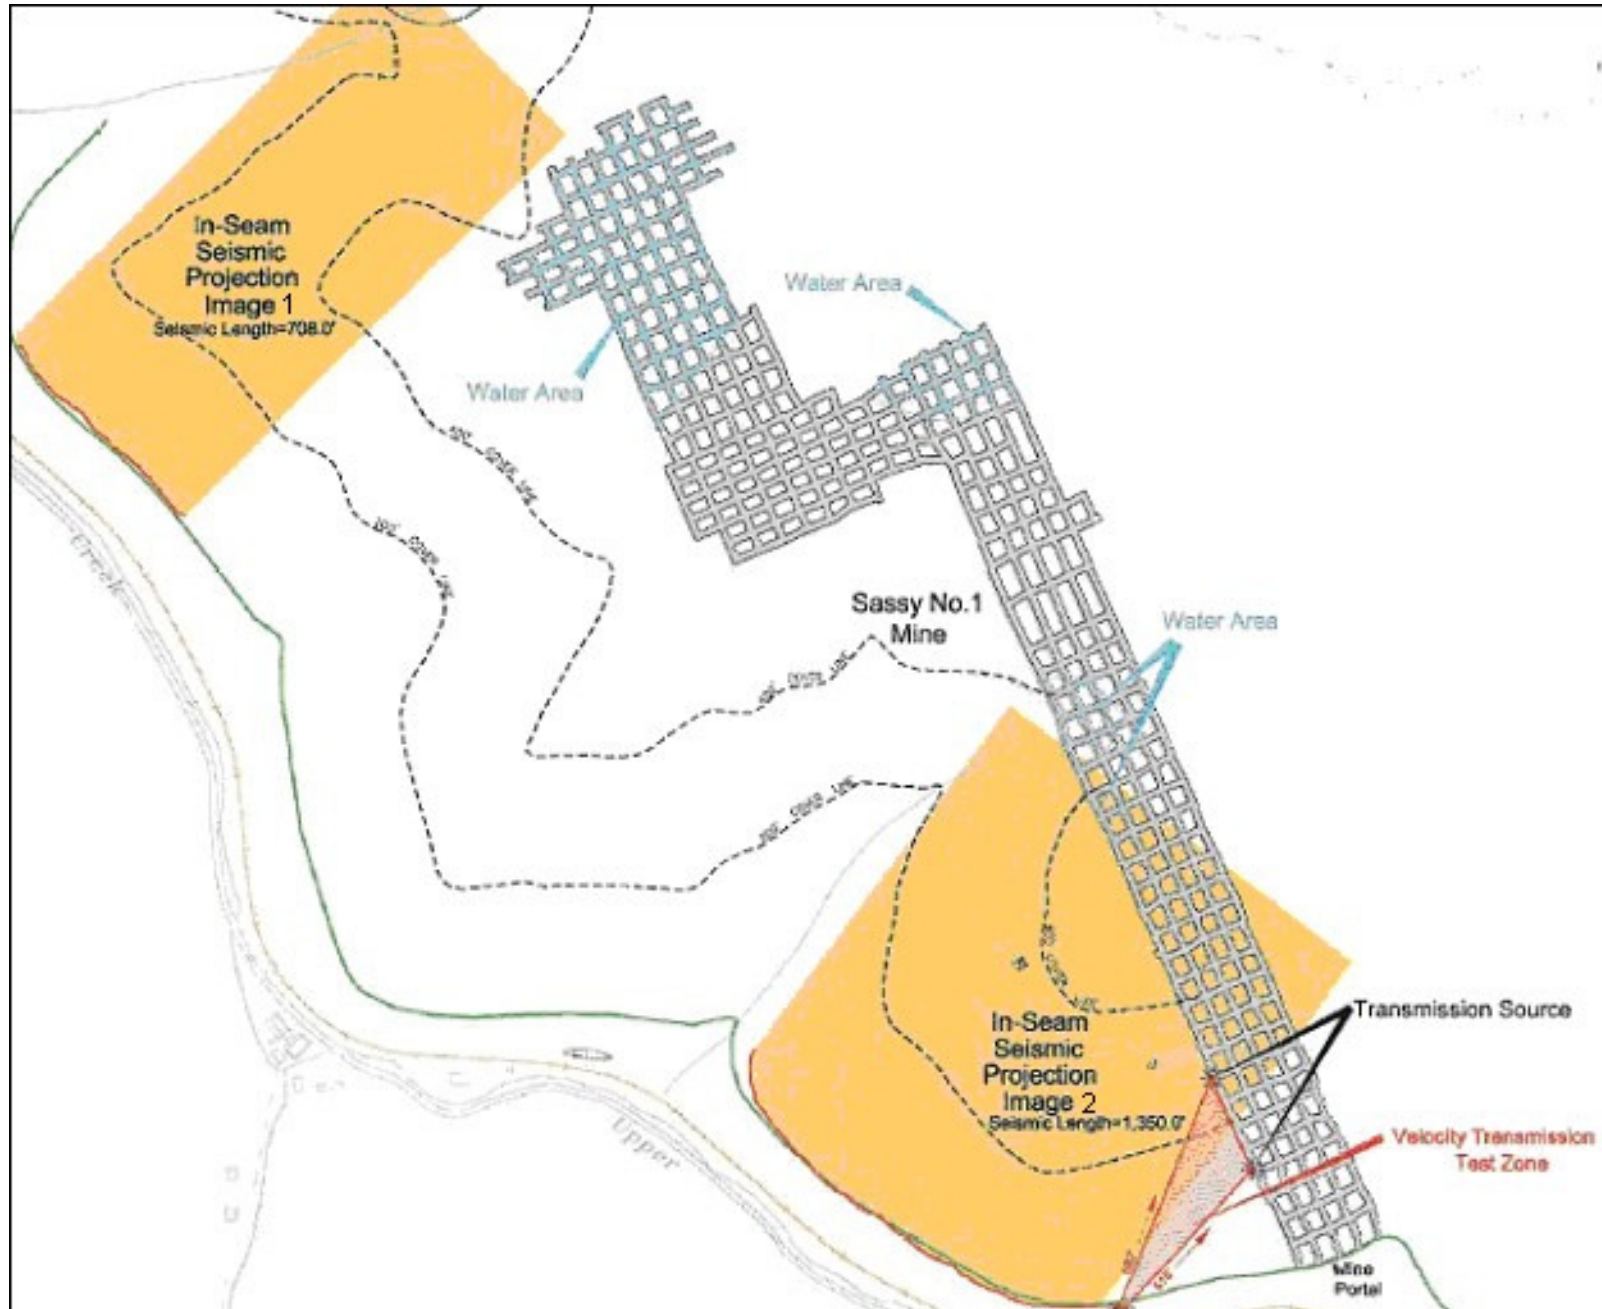 In-Seam
Seismic
Projection
Image 1
Seismic Length=708.0'
Water Area
Water Area
Sassy No.1
Mine
Water Area
Creek
In-Seam
Seismic
Projection
Image 2
Seismic Length=1,350.0'
Transmission Source
Velocity Transmission
Test Zone
Upper
Mine
Portal